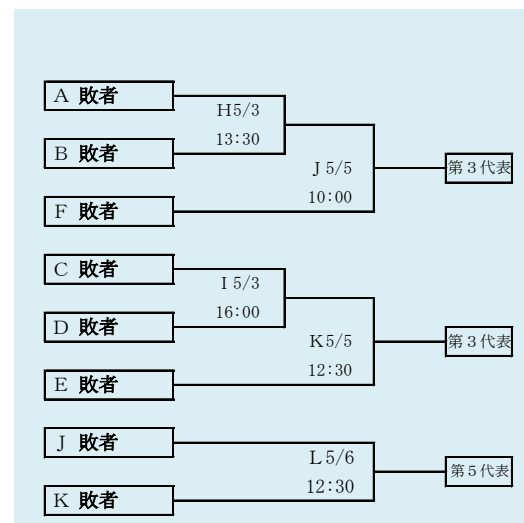 A 敗者
H5/3
13:30
B 敗者
J 5/5
10:00
第３代表
F 敗者
C 敗者
I 5/3
16:00
D 敗者
K5/5
12:30
第３代表
E 敗者
J 敗者
L5/6
12:30
第５代表
K 敗者